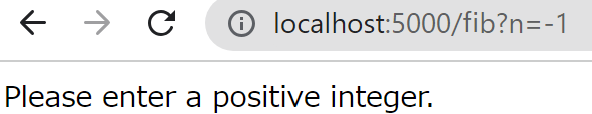 localhost:5000/fib?n=-1
Please enter a positive integer.